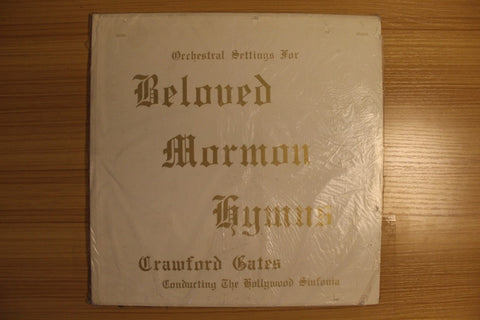 Orchestral Settings For
Beloved
Mormon
Hymns
Crawford Gates
Conducting The Hollywood Sinfonia